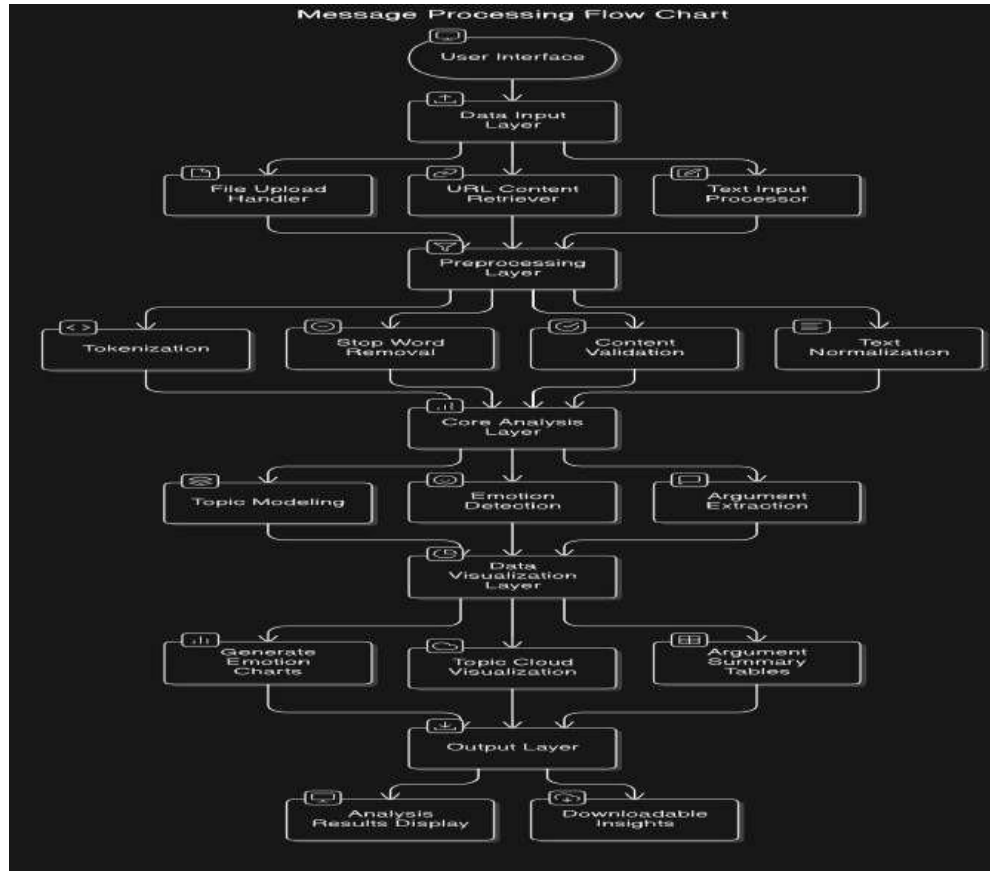 Message Processing Flow Chart
User Interface
Data Input
Layer
File Upload
Handler
URL Content
Retriever
Text Input
Processor
Preprocessing
Layer
Tokenization
Stop Word
Removal
Content
Validation
Text
Normalization
Core Analysis
Layer
Topic Modeling
Emotion
Detection
Argument
Extraction
Data
Visualization
Layer
Generate
Emotion
Charts
Topic Cloud
Visualization
Argument
Summary
Tables
Output Layer
Analysis
Results Display
Downloadable
Insights